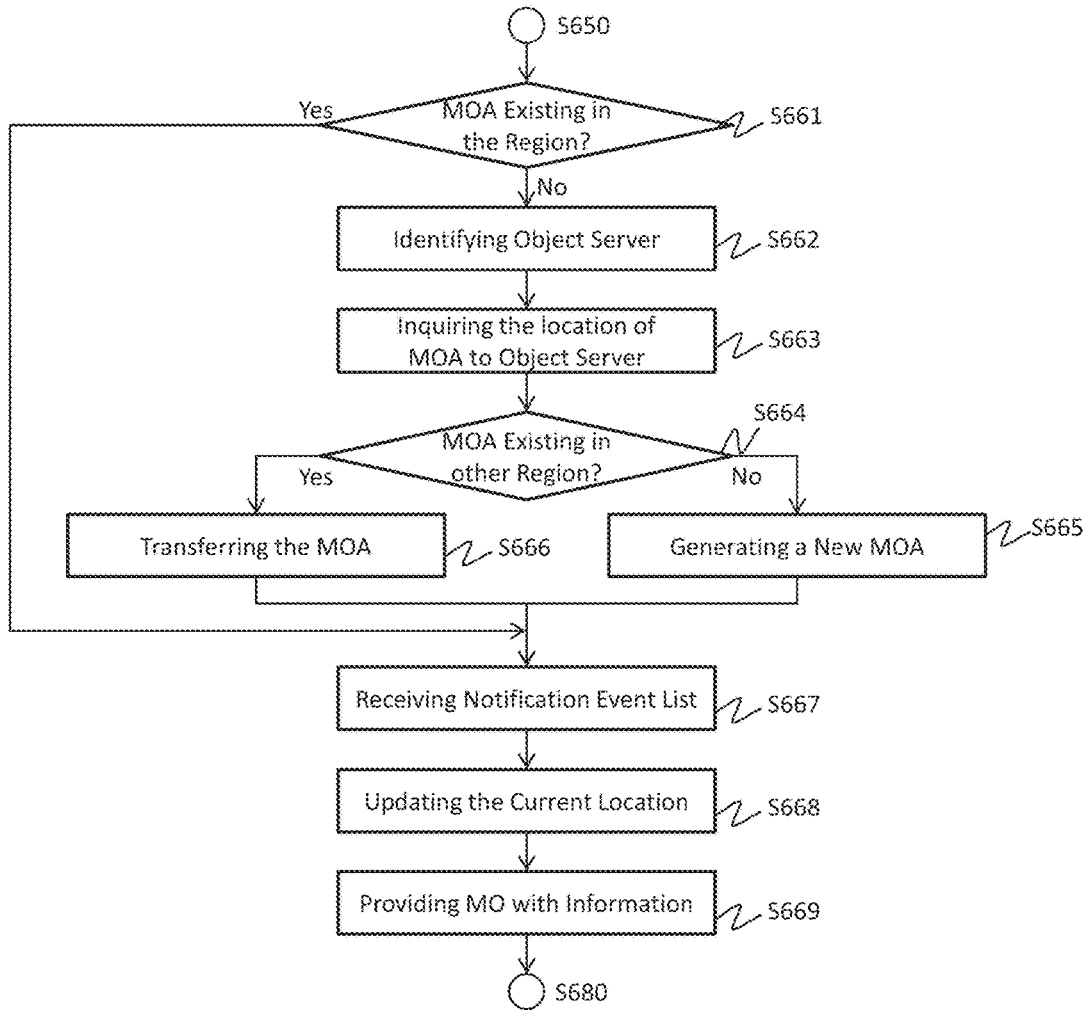 S650
MOA Existing in
the Region?
Yes
S661
No
Identifying Object Server
S662
Inquiring the location of
MOA to Object Server
S663
S664
MOA Existing in
other Region?
Yes
No
Transferring the MOA
S666
Generating a New MOA
S665
Receiving Notification Event List
S667
Updating the Current Location
S668
Providing MO with Information
S669
S680